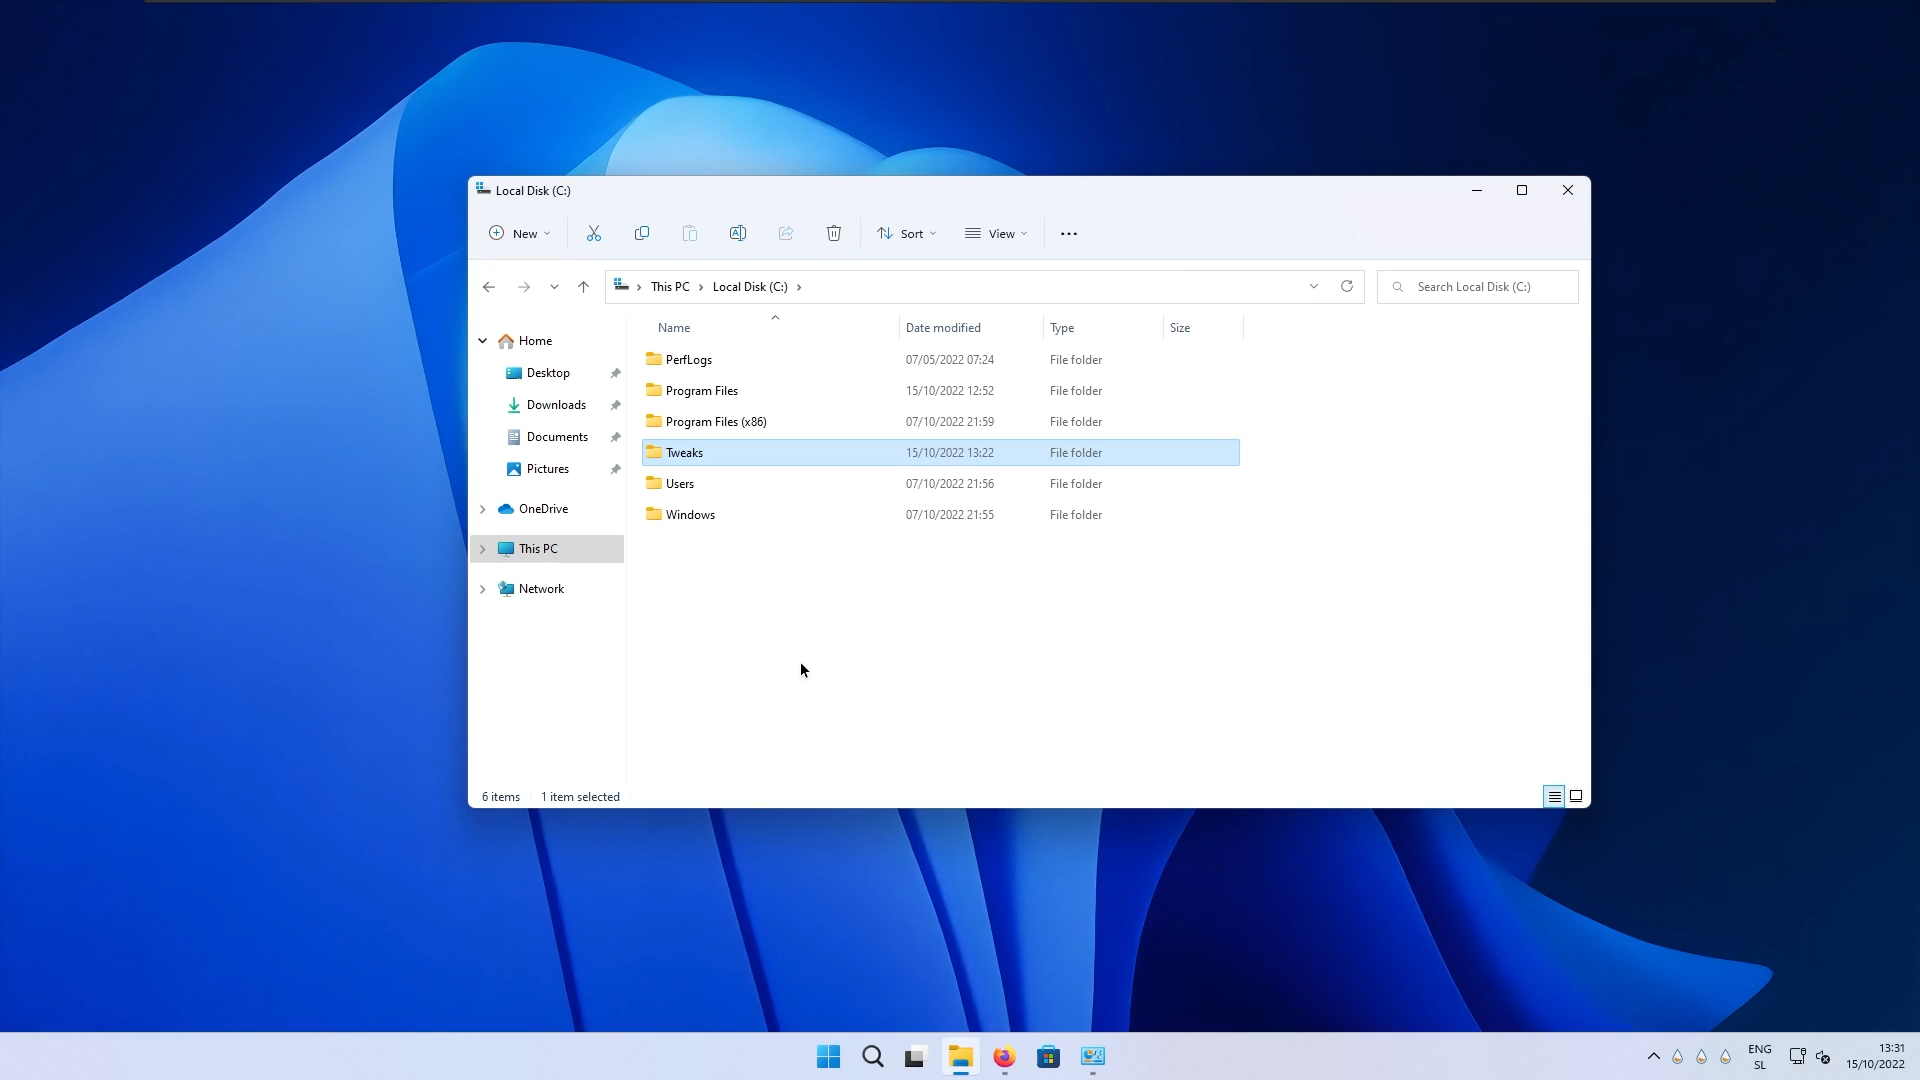 Local Disk (C:)
New
Sort
View
This PC
Local Disk (C:)
Search Local Disk (C:)
Name
Date modified
Type
Size
Home
Desktop
Downloads
Documents
Pictures
OneDrive
This PC
Network
PerfLogs 07/05/2022 07:24 File folder
Program Files 15/10/2022 12:52 File folder
Program Files (x86) 07/10/2022 21:59 File folder
Tweaks 15/10/2022 13:22 File folder
Users 07/10/2022 21:56 File folder
Windows 07/10/2022 21:55 File folder
6 items 1 item selected
ENG
SL
13:31
15/10/2022